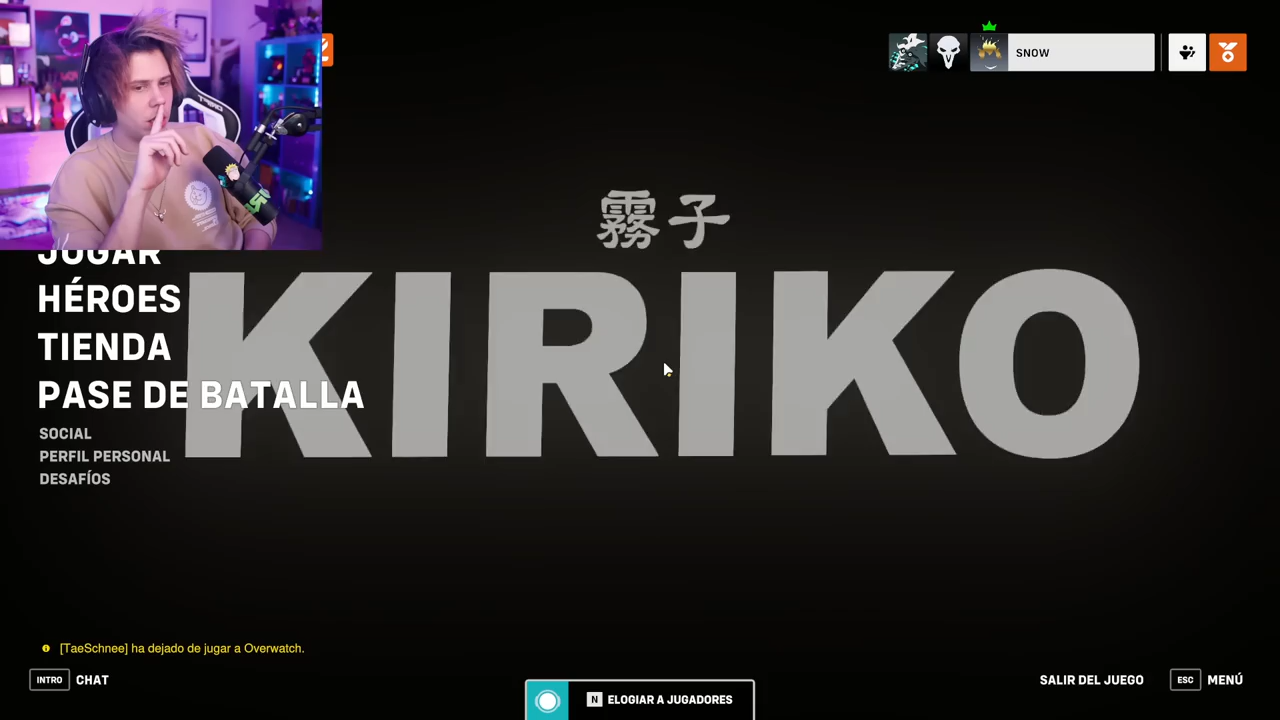 SNOW
霧子
KIRIKO
JUGAR
HÉROES
TIENDA
PASE DE BATALLA
SOCIAL
PERFIL PERSONAL
DESAFÍOS
[TaeSchnee] ha dejado de jugar a Overwatch.
INTRO CHAT
N ELOGIAR A JUGADORES
SALIR DEL JUEGO ESC MENÚ